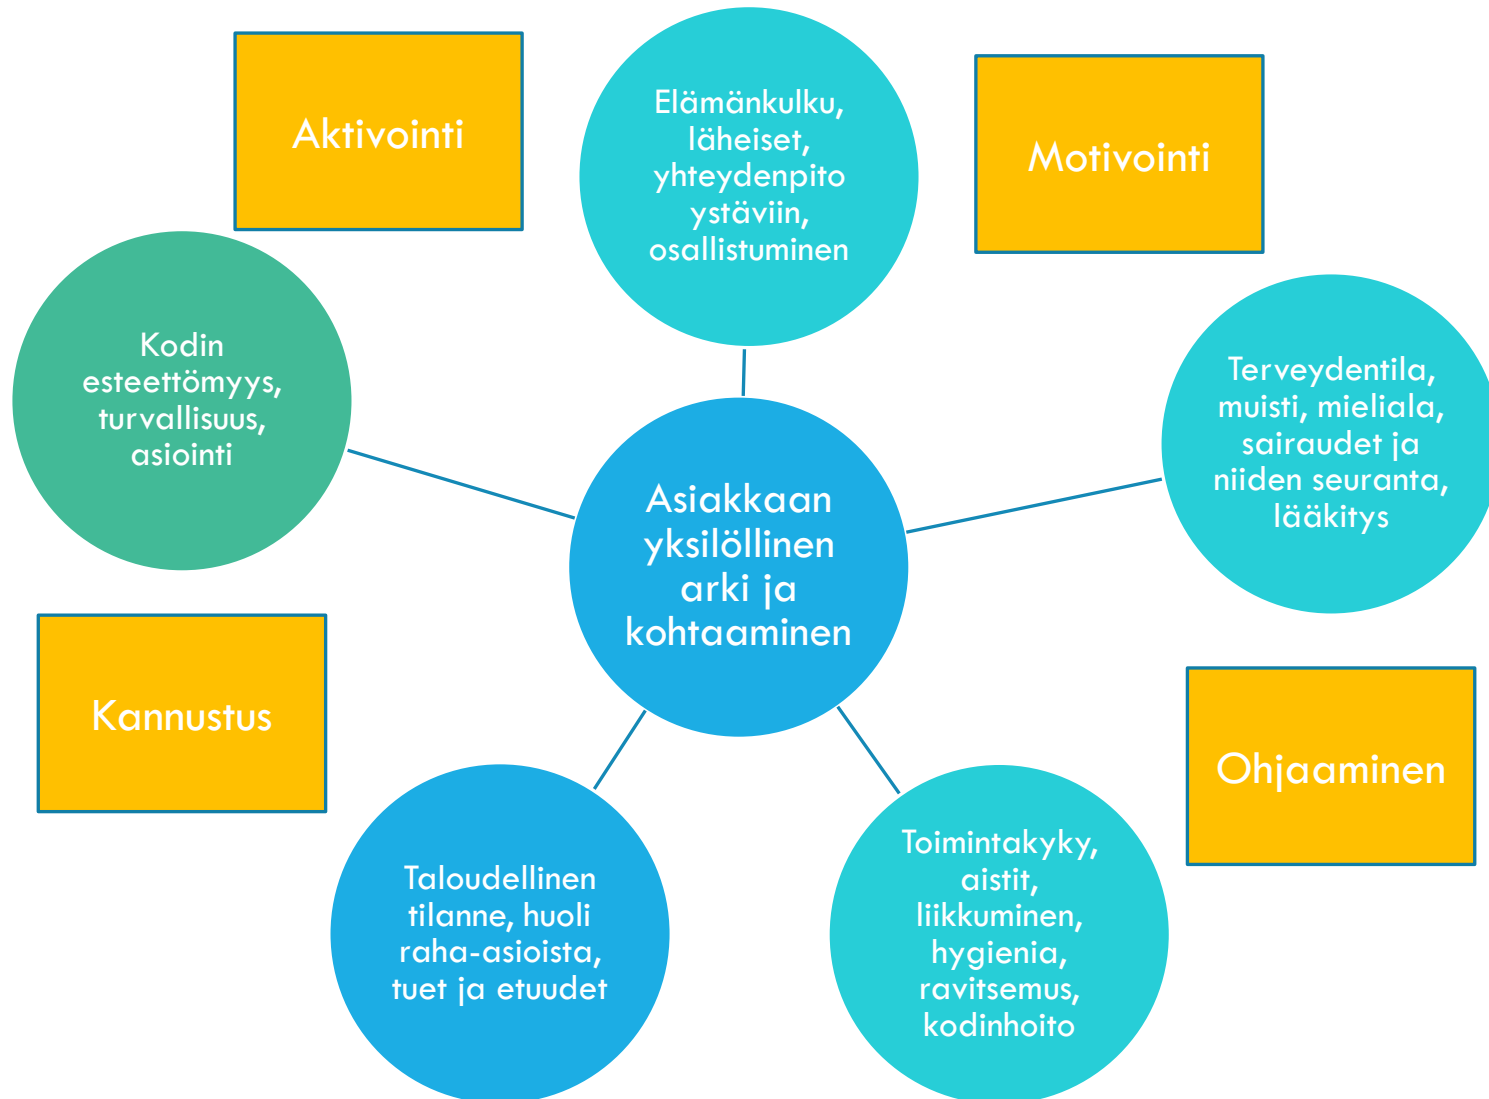 Aktivointi
Elämänkulku,
läheiset,
yhteydenpito
ystäviin,
osallistuminen
Motivointi
Kodin
esteettömyys,
turvallisuus,
asiointi
Terveydentila,
muisti, mieliala,
sairaudet ja
niiden seuranta,
lääkitys
Asiakkaan
yksilöllinen
arki ja
kohtaaminen
Kannustus
Ohjaaminen
Taloudellinen
tilanne, huoli
raha-asioista,
tuet ja etuudet
Toimintakyky,
aistit,
liikkuminen,
hygienia,
ravitsemus,
kodinhoito